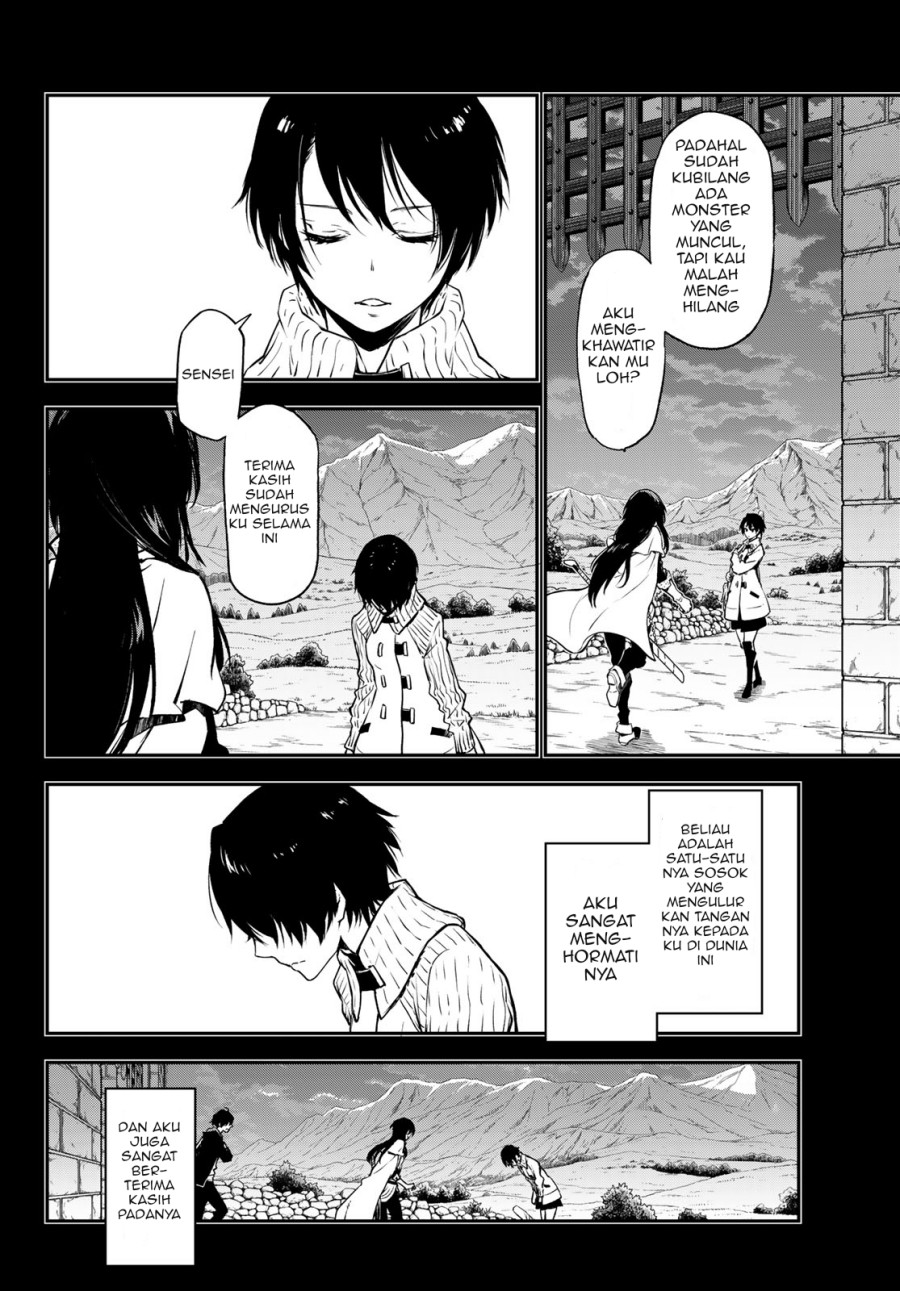 PADAHAL
SUDAH
KUBILANG
ADA
MONSTER
YANG
MUNCUL,
TAPI KAU
MALAH
MENG-
HILANG
AKU
MENG-
KHAWATIR
KAN MU
LOH?
SENSEI
TERIMA
KASIH
SUDAH
MENGURUS
KU SELAMA
INI
BELIAU
ADALAH
SATU-SATU
NYA SOSOK
YANG
MENGULUR
KAN TANGAN
NYA KEPADA
KU DI DUNIA
INI
AKU
SANGAT
MENG-
HORMATI
NYA
DAN AKU
JUGA
SANGAT
BER-
TERIMA
KASIH
PADANYA